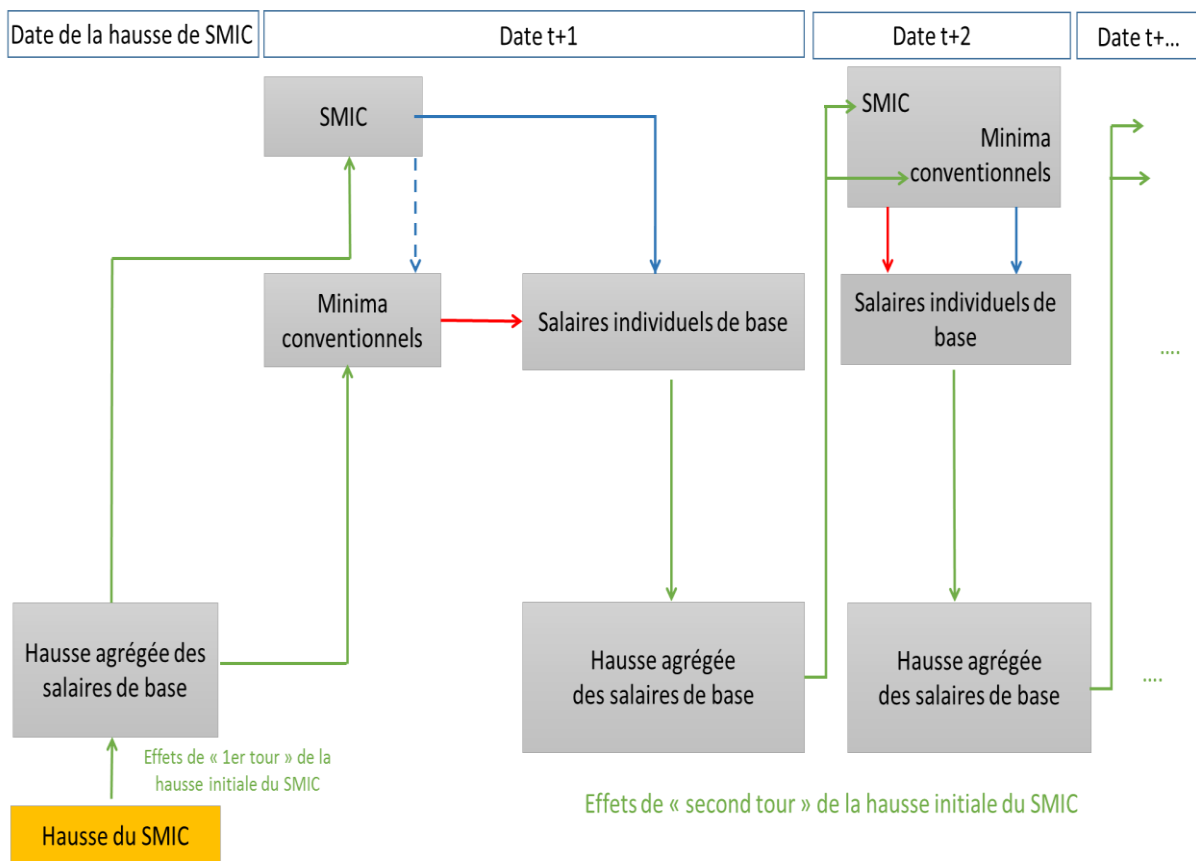 Date de la hausse de SMIC
Date t+1
Date t+2
Date t+...
SMIC
SMIC
Minima
conventionnels
Minima
conventionnels
Salaires individuels de base
Salaires individuels de
base
....
Hausse agrégée des
salaires de base
Hausse agrégée
des salaires de base
Hausse agrégée
des salaires de base
....
Effets de « 1er tour » de la
hausse initiale du SMIC
Effets de « second tour » de la hausse initiale du SMIC
Hausse du SMIC